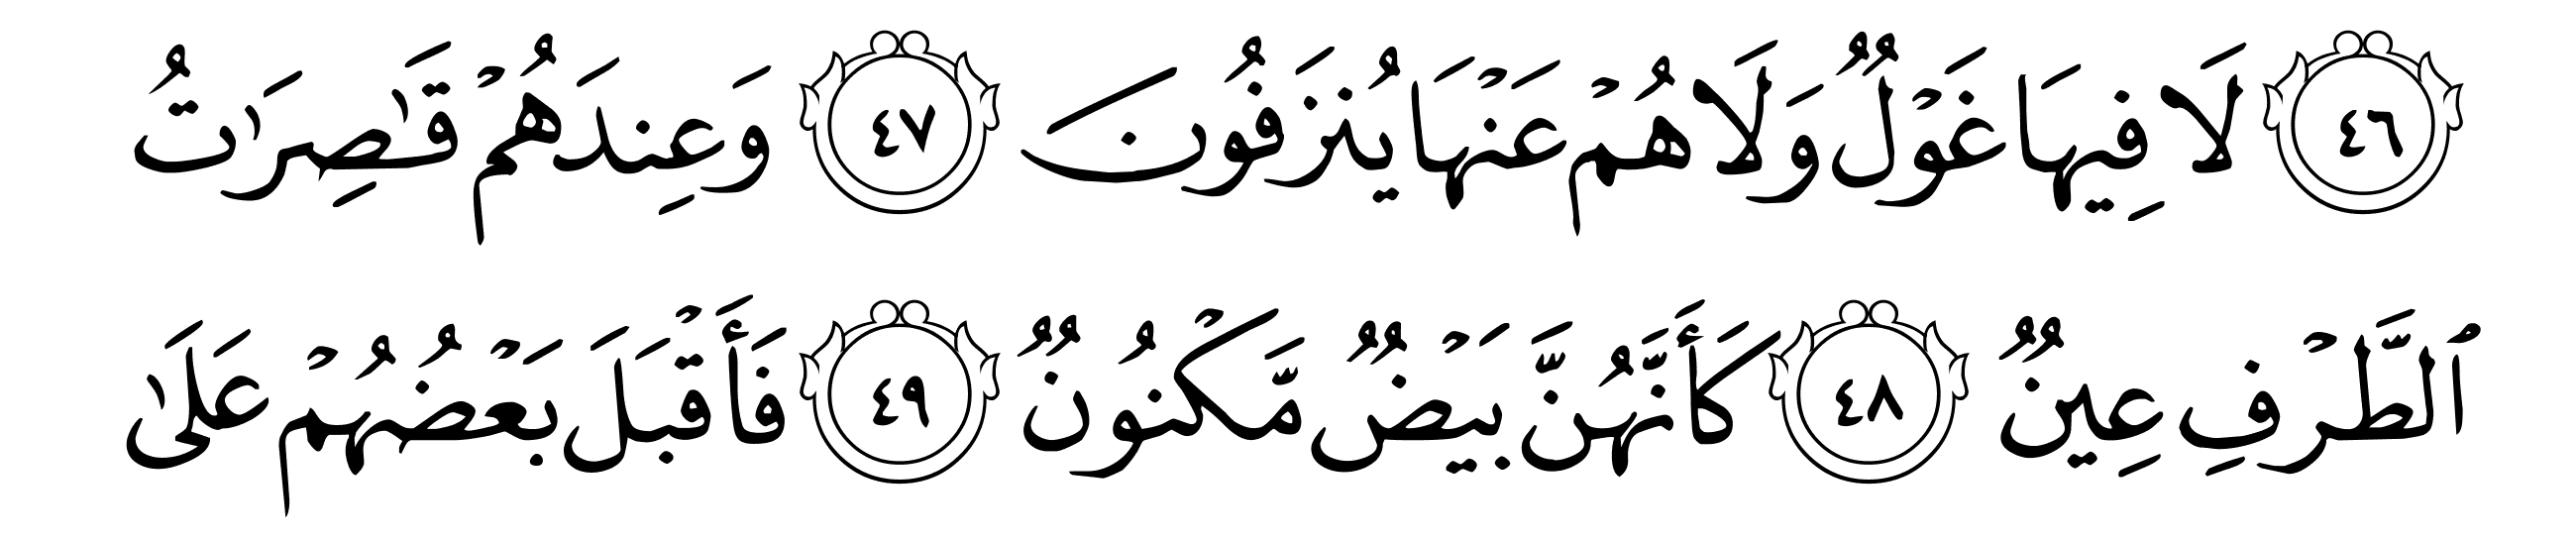 ٤٦ لَا فِيهَا غَوْلٌ وَلَا هُمْ عَنْهَا يُنزَفُونَ ٤٧ وَعِندَهُمْ قَٰصِرَٰتُ
ٱلطَّرْفِ عِينٌ ٤٨ كَأَنَّهُنَّ بَيْضٌ مَّكْنُونٌ ٤٩ فَأَقْبَلَ بَعْضُهُمْ عَلَىٰ